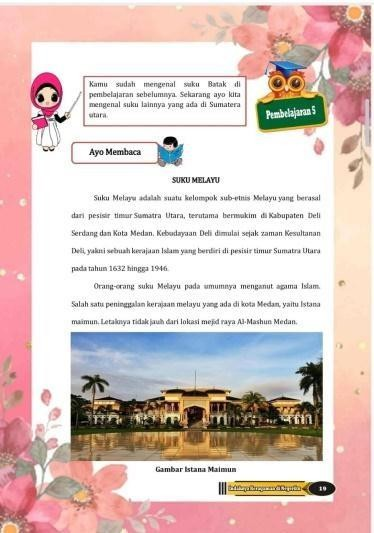 Kamu sudah mengenal suku Batak di
pembelajaran sebelumnya. Sekarang ayo kita
mengenal suku lainnya yang ada di Sumatera
utara.
Pembelajaran 5
Ayo Membaca
SUKU MELAYU
Suku Melayu adalah suatu kelompok sub-etnis Melayu yang berasal
dari pesisir timur Sumatra Utara, terutama bermukim di Kabupaten Deli
Serdang dan Kota Medan. Kebudayaan Deli dimulai sejak zaman Kesultanan
Deli, yakni sebuah kerajaan Islam yang berdiri di pesisir timur Sumatra Utara
pada tahun 1632 hingga 1946.
Orang-orang suku Melayu pada umumnya menganut agama Islam.
Salah satu peninggalan kerajaan melayu yang ada di kota Medan, yaitu Istana
maimun. Letaknya tidak jauh dari lokasi mejid raya Al-Mashun Medan.
Gambar Istana Maimun
Indahnya Keragaman di Negeriku
19